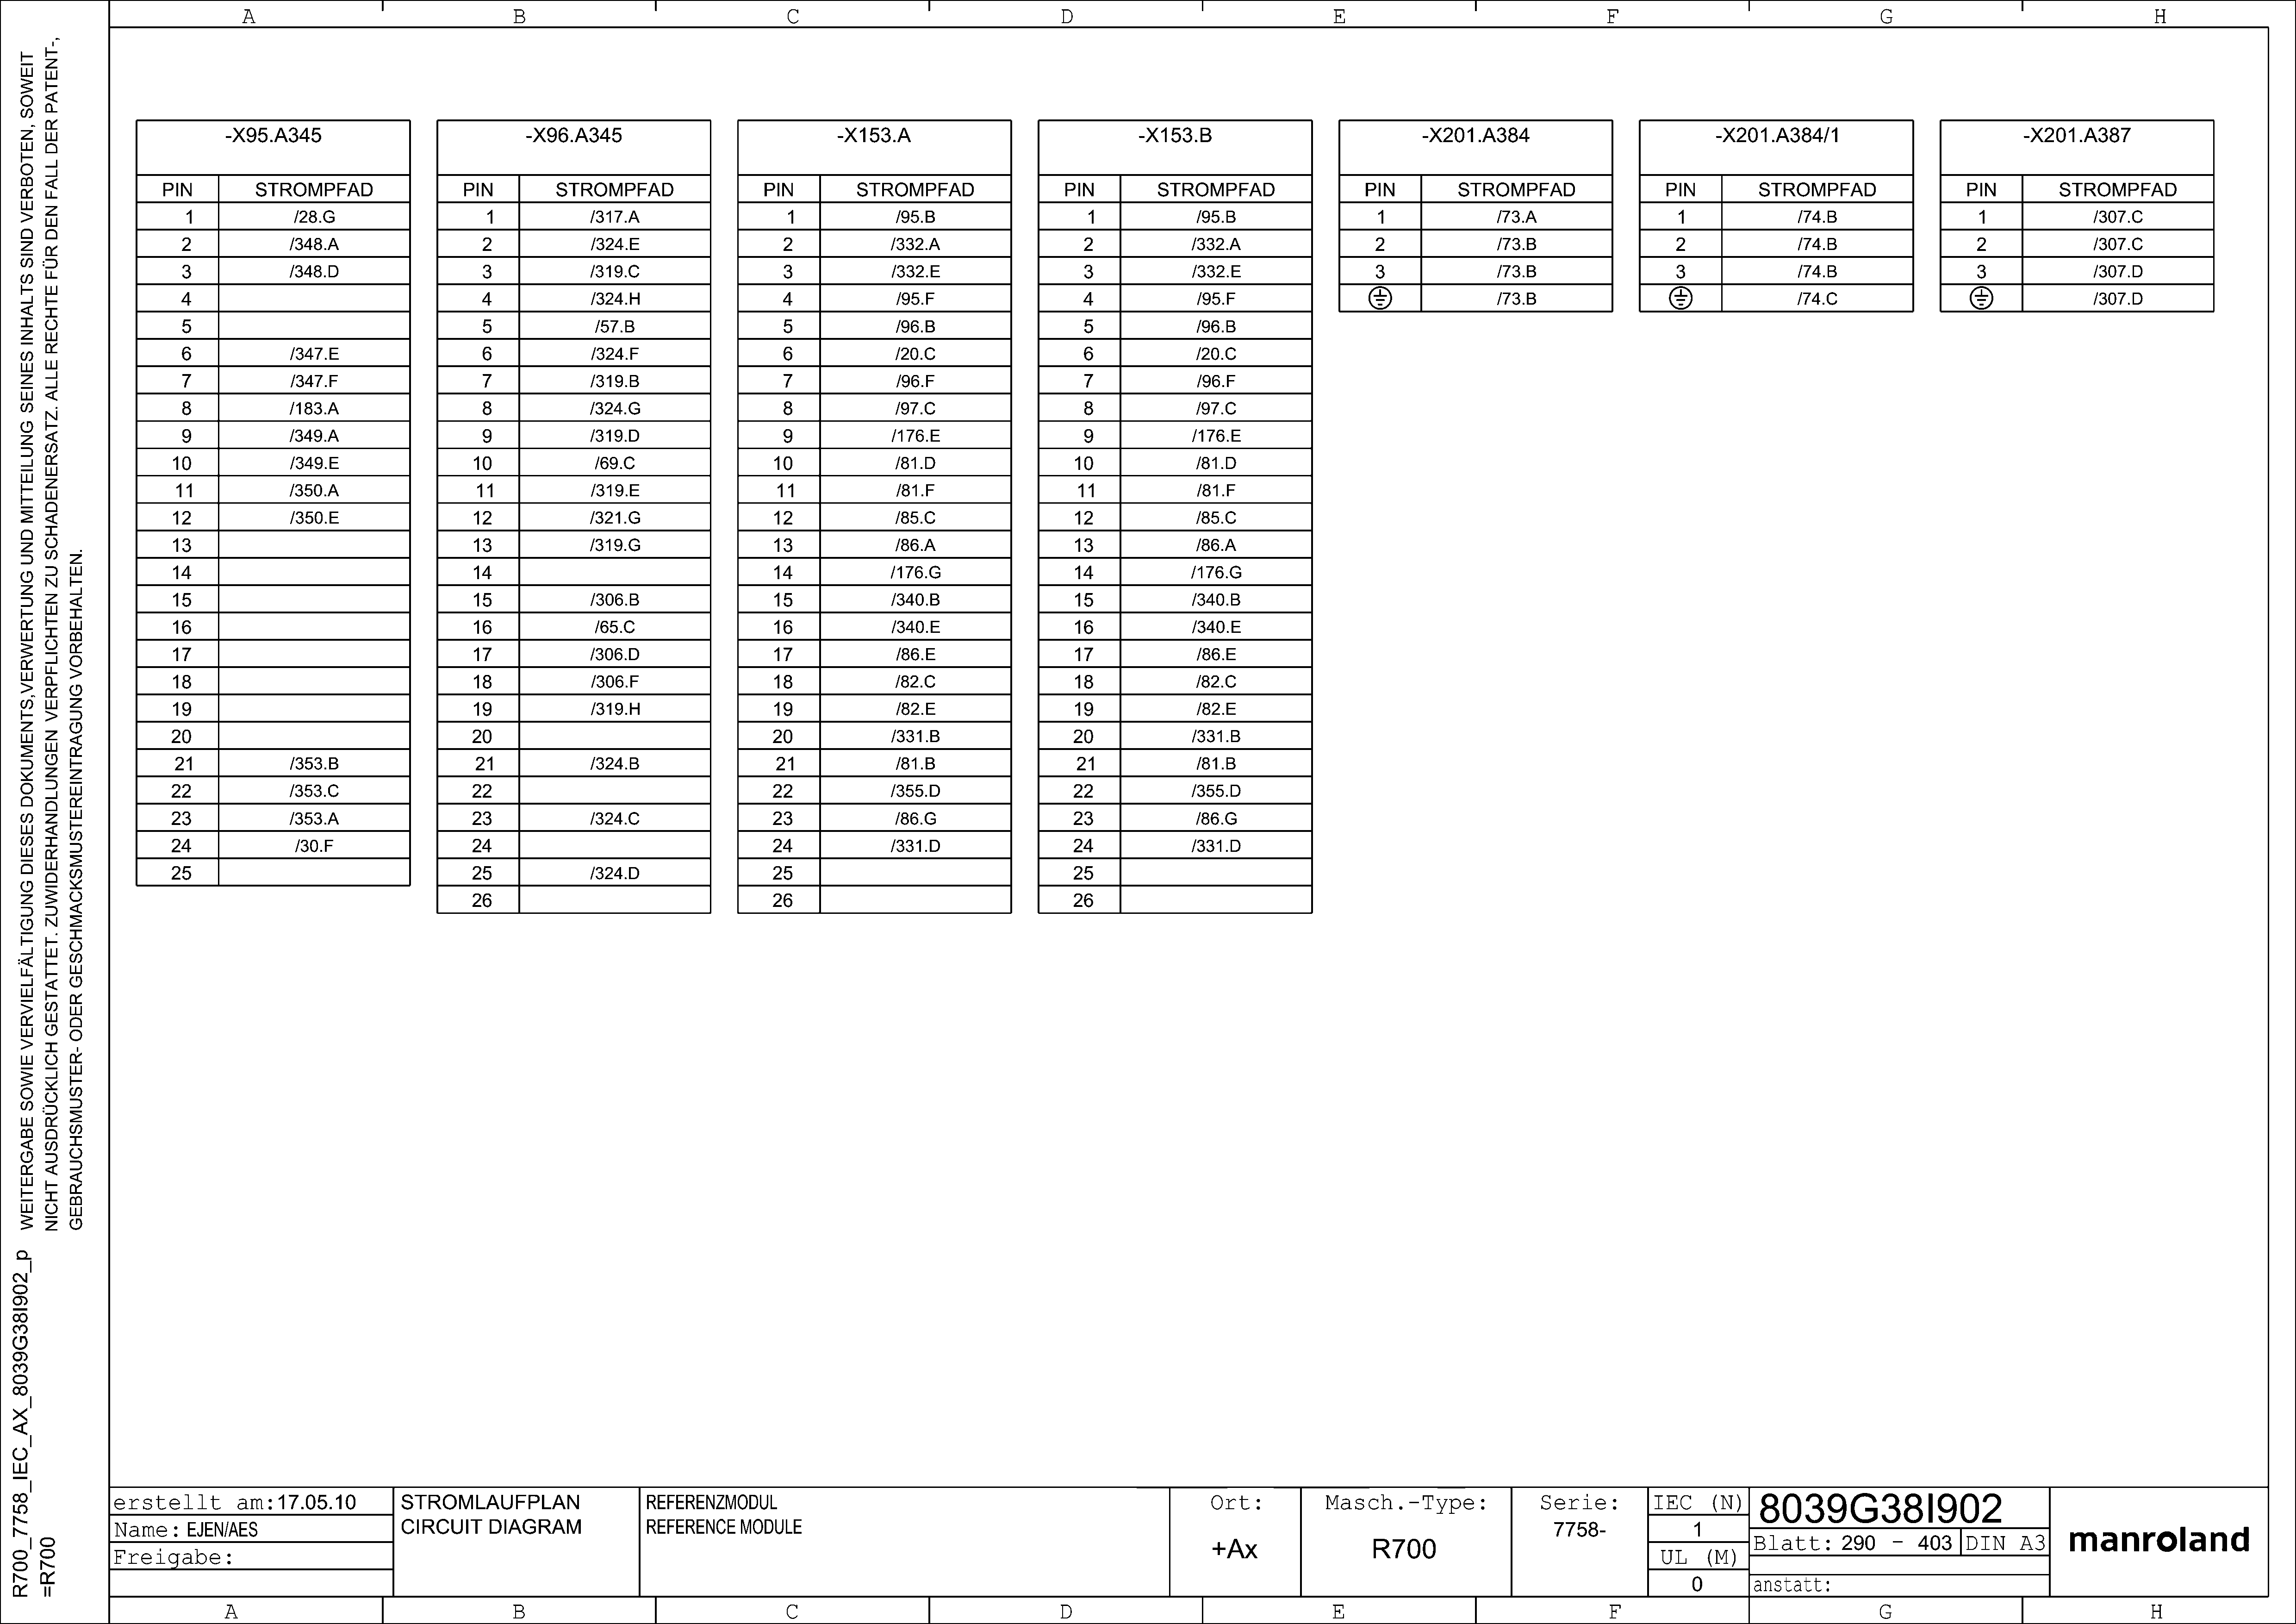 A B C D E F G H
WEITERGABE SOWIE VERVIELFÄLTIGUNG DIESES DOKUMENTS,VERWERTUNG UND MITTEILUNG SEINES INHALTS SIND VERBOTEN, SOWEIT
NICHT AUSDRÜCKLICH GESTATTET. ZUWIDERHANDLUNGEN VERPFLICHTEN ZU SCHADENERSATZ. ALLE RECHTE FÜR DEN FALL DER PATENT-,
GEBRAUCHSMUSTER- ODER GESCHMACKSMUSTEREINTRAGUNG VORBEHALTEN.
R700_7758_IEC_AX_8039G38I902_p
=R700
-X95.A345
PIN STROMPFAD
1 /28.G
2 /348.A
3 /348.D
4
5
6 /347.E
7 /347.F
8 /183.A
9 /349.A
10 /349.E
11 /350.A
12 /350.E
13
14
15
16
17
18
19
20
21 /353.B
22 /353.C
23 /353.A
24 /30.F
25
-X96.A345
PIN STROMPFAD
1 /317.A
2 /324.E
3 /319.C
4 /324.H
5 /57.B
6 /324.F
7 /319.B
8 /324.G
9 /319.D
10 /69.C
11 /319.E
12 /321.G
13 /319.G
14
15 /306.B
16 /65.C
17 /306.D
18 /306.F
19 /319.H
20
21 /324.B
22
23 /324.C
24
25 /324.D
26
-X153.A
PIN STROMPFAD
1 /95.B
2 /332.A
3 /332.E
4 /95.F
5 /96.B
6 /20.C
7 /96.F
8 /97.C
9 /176.E
10 /81.D
11 /81.F
12 /85.C
13 /86.A
14 /176.G
15 /340.B
16 /340.E
17 /86.E
18 /82.C
19 /82.E
20 /331.B
21 /81.B
22 /355.D
23 /86.G
24 /331.D
25
26
-X153.B
PIN STROMPFAD
1 /95.B
2 /332.A
3 /332.E
4 /95.F
5 /96.B
6 /20.C
7 /96.F
8 /97.C
9 /176.E
10 /81.D
11 /81.F
12 /85.C
13 /86.A
14 /176.G
15 /340.B
16 /340.E
17 /86.E
18 /82.C
19 /82.E
20 /331.B
21 /81.B
22 /355.D
23 /86.G
24 /331.D
25
26
-X201.A384
PIN STROMPFAD
1 /73.A
2 /73.B
3 /73.B
/73.B
-X201.A384/1
PIN STROMPFAD
1 /74.B
2 /74.B
3 /74.B
/74.C
-X201.A387
PIN STROMPFAD
1 /307.C
2 /307.C
3 /307.D
/307.D
erstellt am:17.05.10
Name: EJEN/AES
Freigabe:
STROMLAUFPLAN
CIRCUIT DIAGRAM
REFERENZMODUL
REFERENCE MODULE
Ort:
+Ax
Masch.-Type:
R700
Serie:
7758-
IEC (N)
1
UL (M)
0
8039G38I902
Blatt: 290 - 403 DIN A3
anstatt:
manroland
A B C D E F G H